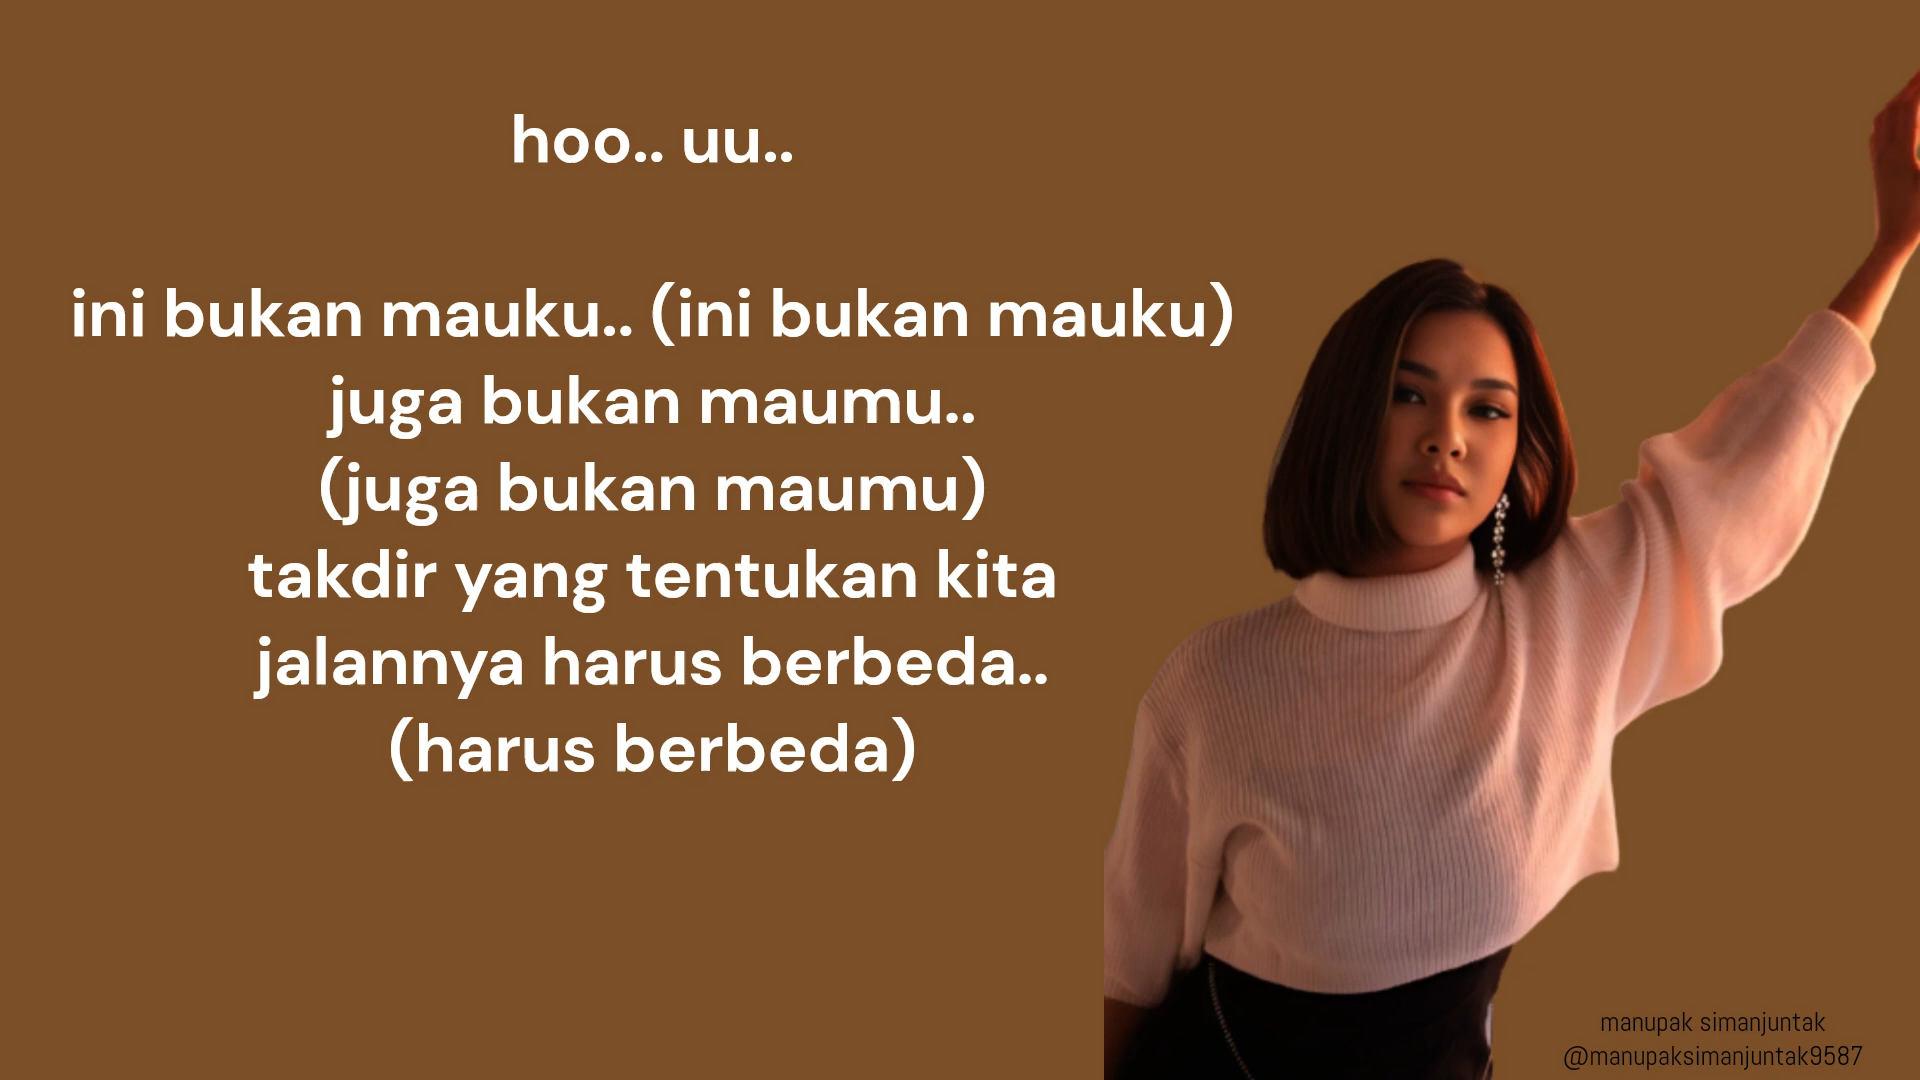 hoo.. uu..
ini bukan mauku.. (ini bukan mauku)
juga bukan maumu..
(juga bukan maumu)
takdir yang tentukan kita
jalannya harus berbeda..
(harus berbeda)
manupak simanjuntak
@manupaksimanjuntak9587